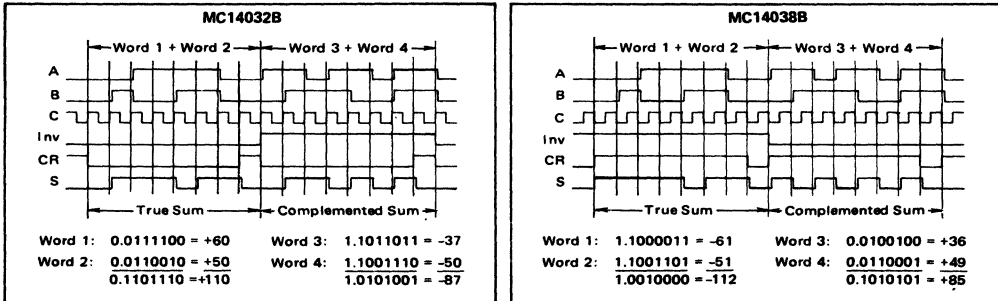 MC14032B
Word 1 + Word 2
Word 3 + Word 4
A
B
C
Inv
CR
S
True Sum
Complemented Sum
Word 1: 0.0111100 = +60
Word 2: 0.0110010 = +50
0.1101110 = +110
Word 3: 1.1011011 = -37
Word 4: 1.1001110 = -50
1.0101001 = -87
MC14038B
Word 1 + Word 2
Word 3 + Word 4
A
B
C
Inv
CR
S
True Sum
Complemented Sum
Word 1: 1.1000011 = -61
Word 2: 1.1001101 = -51
1.0010000 = -112
Word 3: 0.0100100 = +36
Word 4: 0.0110001 = +49
0.1010101 = +85